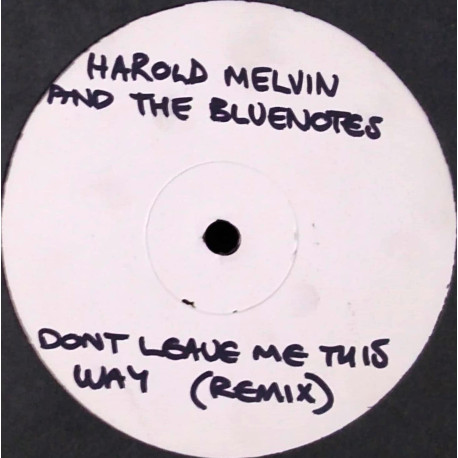 HAROLD MELVIN
AND THE BLUENOTES
DONT LEAVE ME THIS
WAY (REMIX)